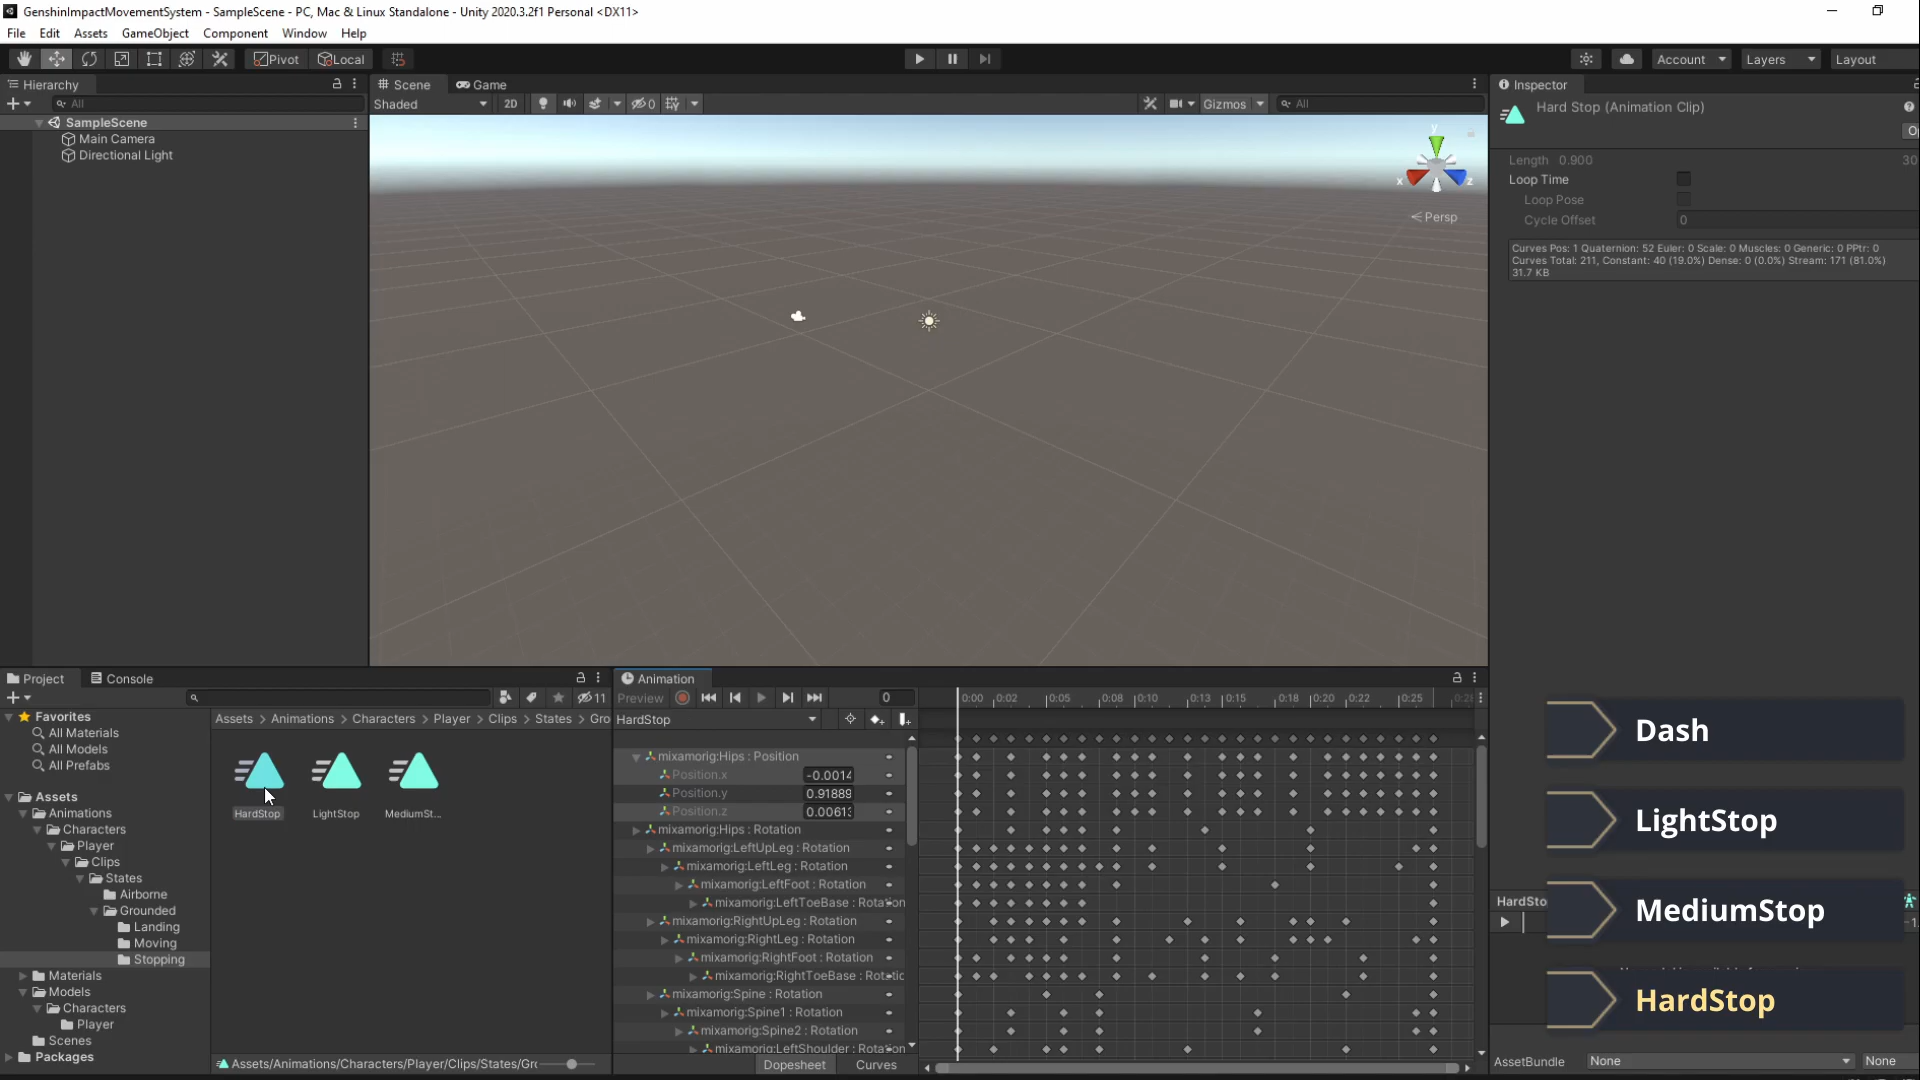 GenshinImpactMovementSystem - SampleScene - PC, Mac & Linux Standalone - Unity 2020.3.2f1 Personal <DX11>
File Edit Assets GameObject Component Window Help
Pivot Local Account Layers Layout
Hierarchy
All
SampleScene
Main Camera
Directional Light
Scene Game
Shaded 2D 0 Gizmos All
y
x z
Persp
Inspector
Hard Stop (Animation Clip)
Length 0.900 30
Loop Time
Loop Pose
Cycle Offset 0
Curves Pos: 1 Quaternion: 52 Euler: 0 Scale: 0 Muscles: 0 Generic: 0 PPtr: 0
Curves Total: 211, Constant: 40 (19.0%) Dense: 0 (0.0%) Stream: 171 (81.0%)
31.7 KB
Project Console
11
Favorites
All Materials
All Models
All Prefabs
Assets
Animations
Characters
Player
Clips
States
Airborne
Grounded
Landing
Moving
Stopping
Materials
Models
Characters
Player
Scenes
Packages
Assets > Animations > Characters > Player > Clips > States > Gro
HardStop LightStop MediumSt...
Assets/Animations/Characters/Player/Clips/States/Gr
Animation
Preview 0
HardStop
0:00 0:02 0:05 0:08 0:10 0:13 0:15 0:18 0:20 0:22 0:25
mixamorig:Hips : Position
Position.x -0.0014
Position.y 0.91889
Position.z 0.0061
mixamorig:Hips : Rotation
mixamorig:LeftUpLeg : Rotation
mixamorig:LeftLeg : Rotation
mixamorig:LeftFoot : Rotation
mixamorig:LeftToeBase : Rotation
mixamorig:RightUpLeg : Rotation
mixamorig:RightLeg : Rotation
mixamorig:RightFoot : Rotation
mixamorig:RightToeBase : Rotatio
mixamorig:Spine : Rotation
mixamorig:Spine1 : Rotation
mixamorig:Spine2 : Rotation
mixamorig:LeftShoulder : Rotation
Dopesheet Curves
Dash
LightStop
HardSto
MediumStop
HardStop
AssetBundle None None